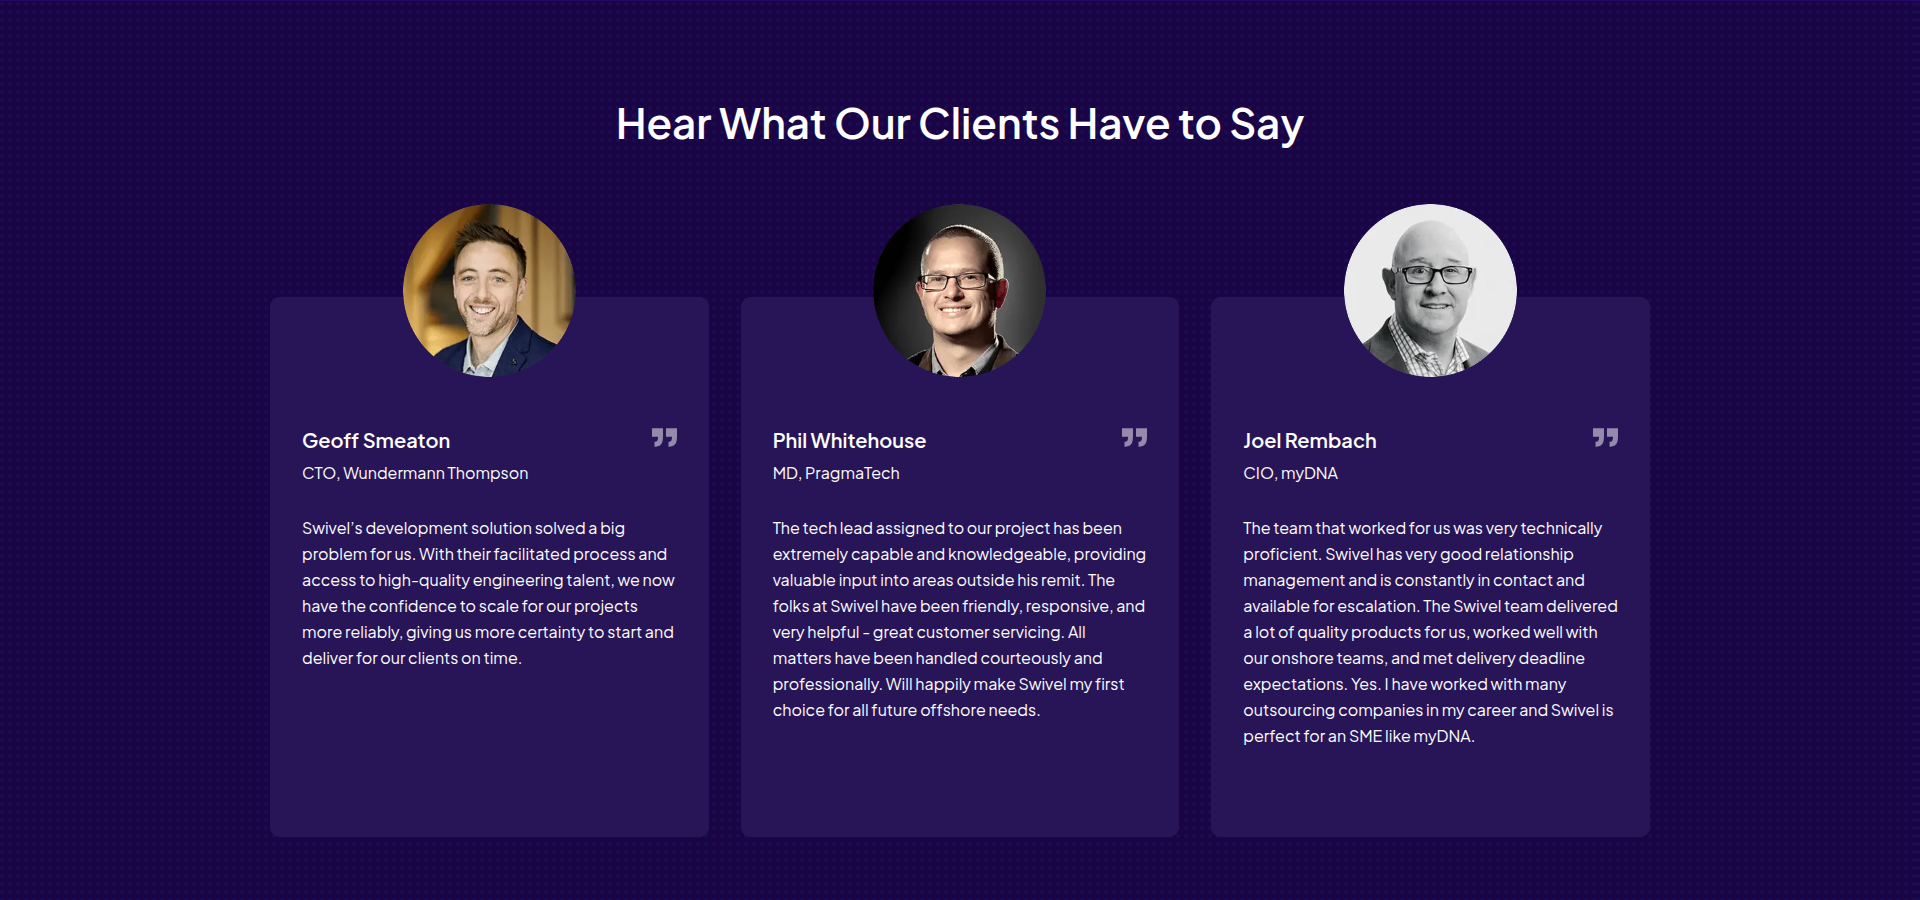 Hear What Our Clients Have to Say
Geoff Smeaton
CTO, Wundermann Thompson
Swivel’s development solution solved a big
problem for us. With their facilitated process and
access to high-quality engineering talent, we now
have the confidence to scale for our projects
more reliably, giving us more certainty to start and
deliver for our clients on time.
Phil Whitehouse
MD, PragmaTech
The tech lead assigned to our project has been
extremely capable and knowledgeable, providing
valuable input into areas outside his remit. The
folks at Swivel have been friendly, responsive, and
very helpful - great customer servicing. All
matters have been handled courteously and
professionally. Will happily make Swivel my first
choice for all future offshore needs.
Joel Rembach
CIO, myDNA
The team that worked for us was very technically
proficient. Swivel has very good relationship
management and is constantly in contact and
available for escalation. The Swivel team delivered
a lot of quality products for us, worked well with
our onshore teams, and met delivery deadline
expectations. Yes. I have worked with many
outsourcing companies in my career and Swivel is
perfect for an SME like myDNA.